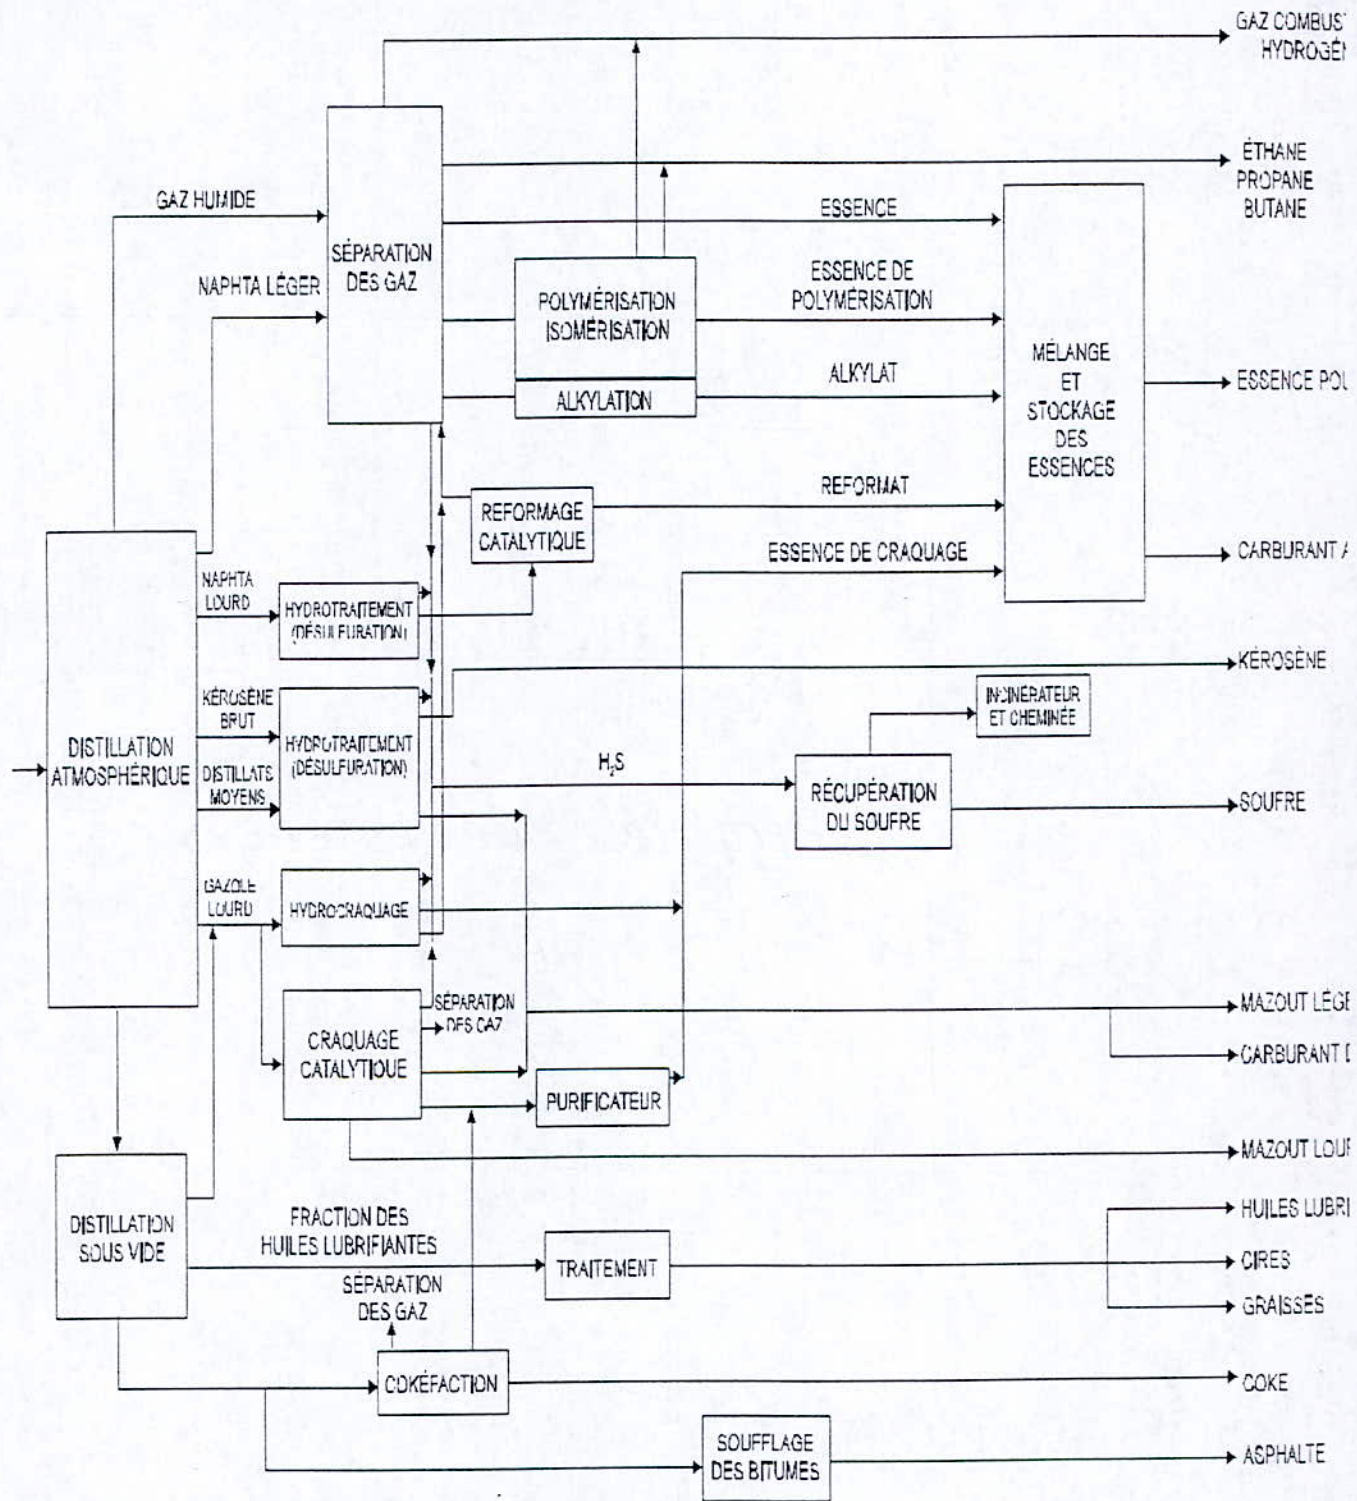 GAZ COMBUS
HYDROGÉN
ÉTHANE
PROPANE
BUTANE
GAZ HUMIDE
ESSENCE
SÉPARATION
DES GAZ
NAPHTA LÉGER
ESSENCE DE
POLYMÉRISATION
POLYMÉRISATION
ISOMÉRISATION
MÉLANGE
ET
STOCKAGE
DES
ESSENCES
ALKYLAT
ALKYLATION
ESSENCE POL
REFORMAT
REFORMAGE
CATALYTIQUE
ESSENCE DE CRAQUAGE
CARBURANT A
NAPHTA
LOURD
HYDROTRAITEMENT
(DÉSULFURATION)
KÉROSÈNE
KÉROSÈNE
BRUT
INCINÉRATEUR
ET CHEMINÉE
DISTILLATION
ATMOSPHÉRIQUE
HYDROTRAITEMENT
(DÉSULFURATION)
DISTILLATS
MOYENS
H₂S
RÉCUPÉRATION
DU SOUFRE
SOUFRE
GAZOLE
LOURD
HYDROCRAQUAGE
SÉPARATION
DES GAZ
MAZOUT LÉGE
CRAQUAGE
CATALYTIQUE
CARBURANT D
PURIFICATEUR
MAZOUT LOUR
DISTILLATION
SOUS VIDE
FRACTION DES
HUILES LUBRIFIANTES
HUILES LUBRI
TRAITEMENT
CIRES
SÉPARATION
DES GAZ
GRAISSES
COKÉFACTION
COKE
SOUFFLAGE
DES BITUMES
ASPHALTE